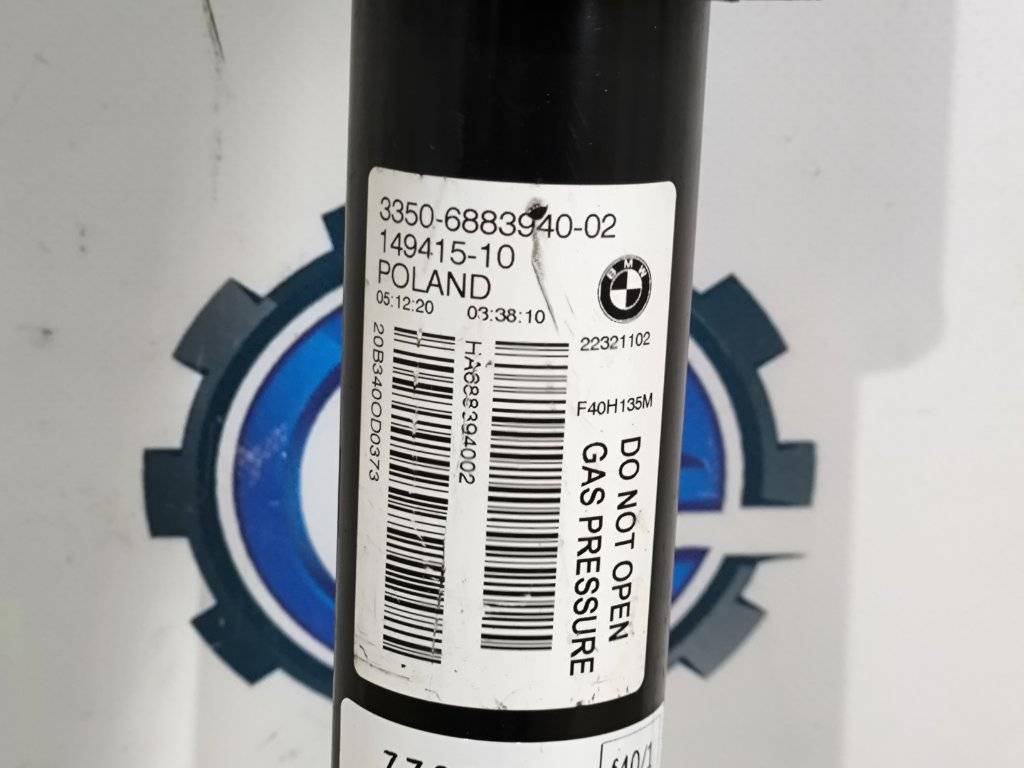 3350-6883940-02
149415-10
POLAND
05:12:20 03:38:10
BMW
22321102
F40H135M
20B340OD0373
HA688394002
DO NOT OPEN
GAS PRESSURE